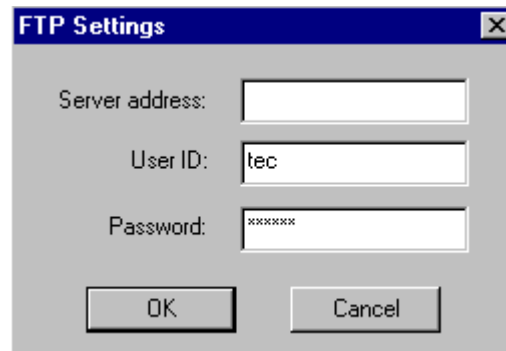 FTP Settings
Server address:
User ID: tec
Password: ******
OK Cancel